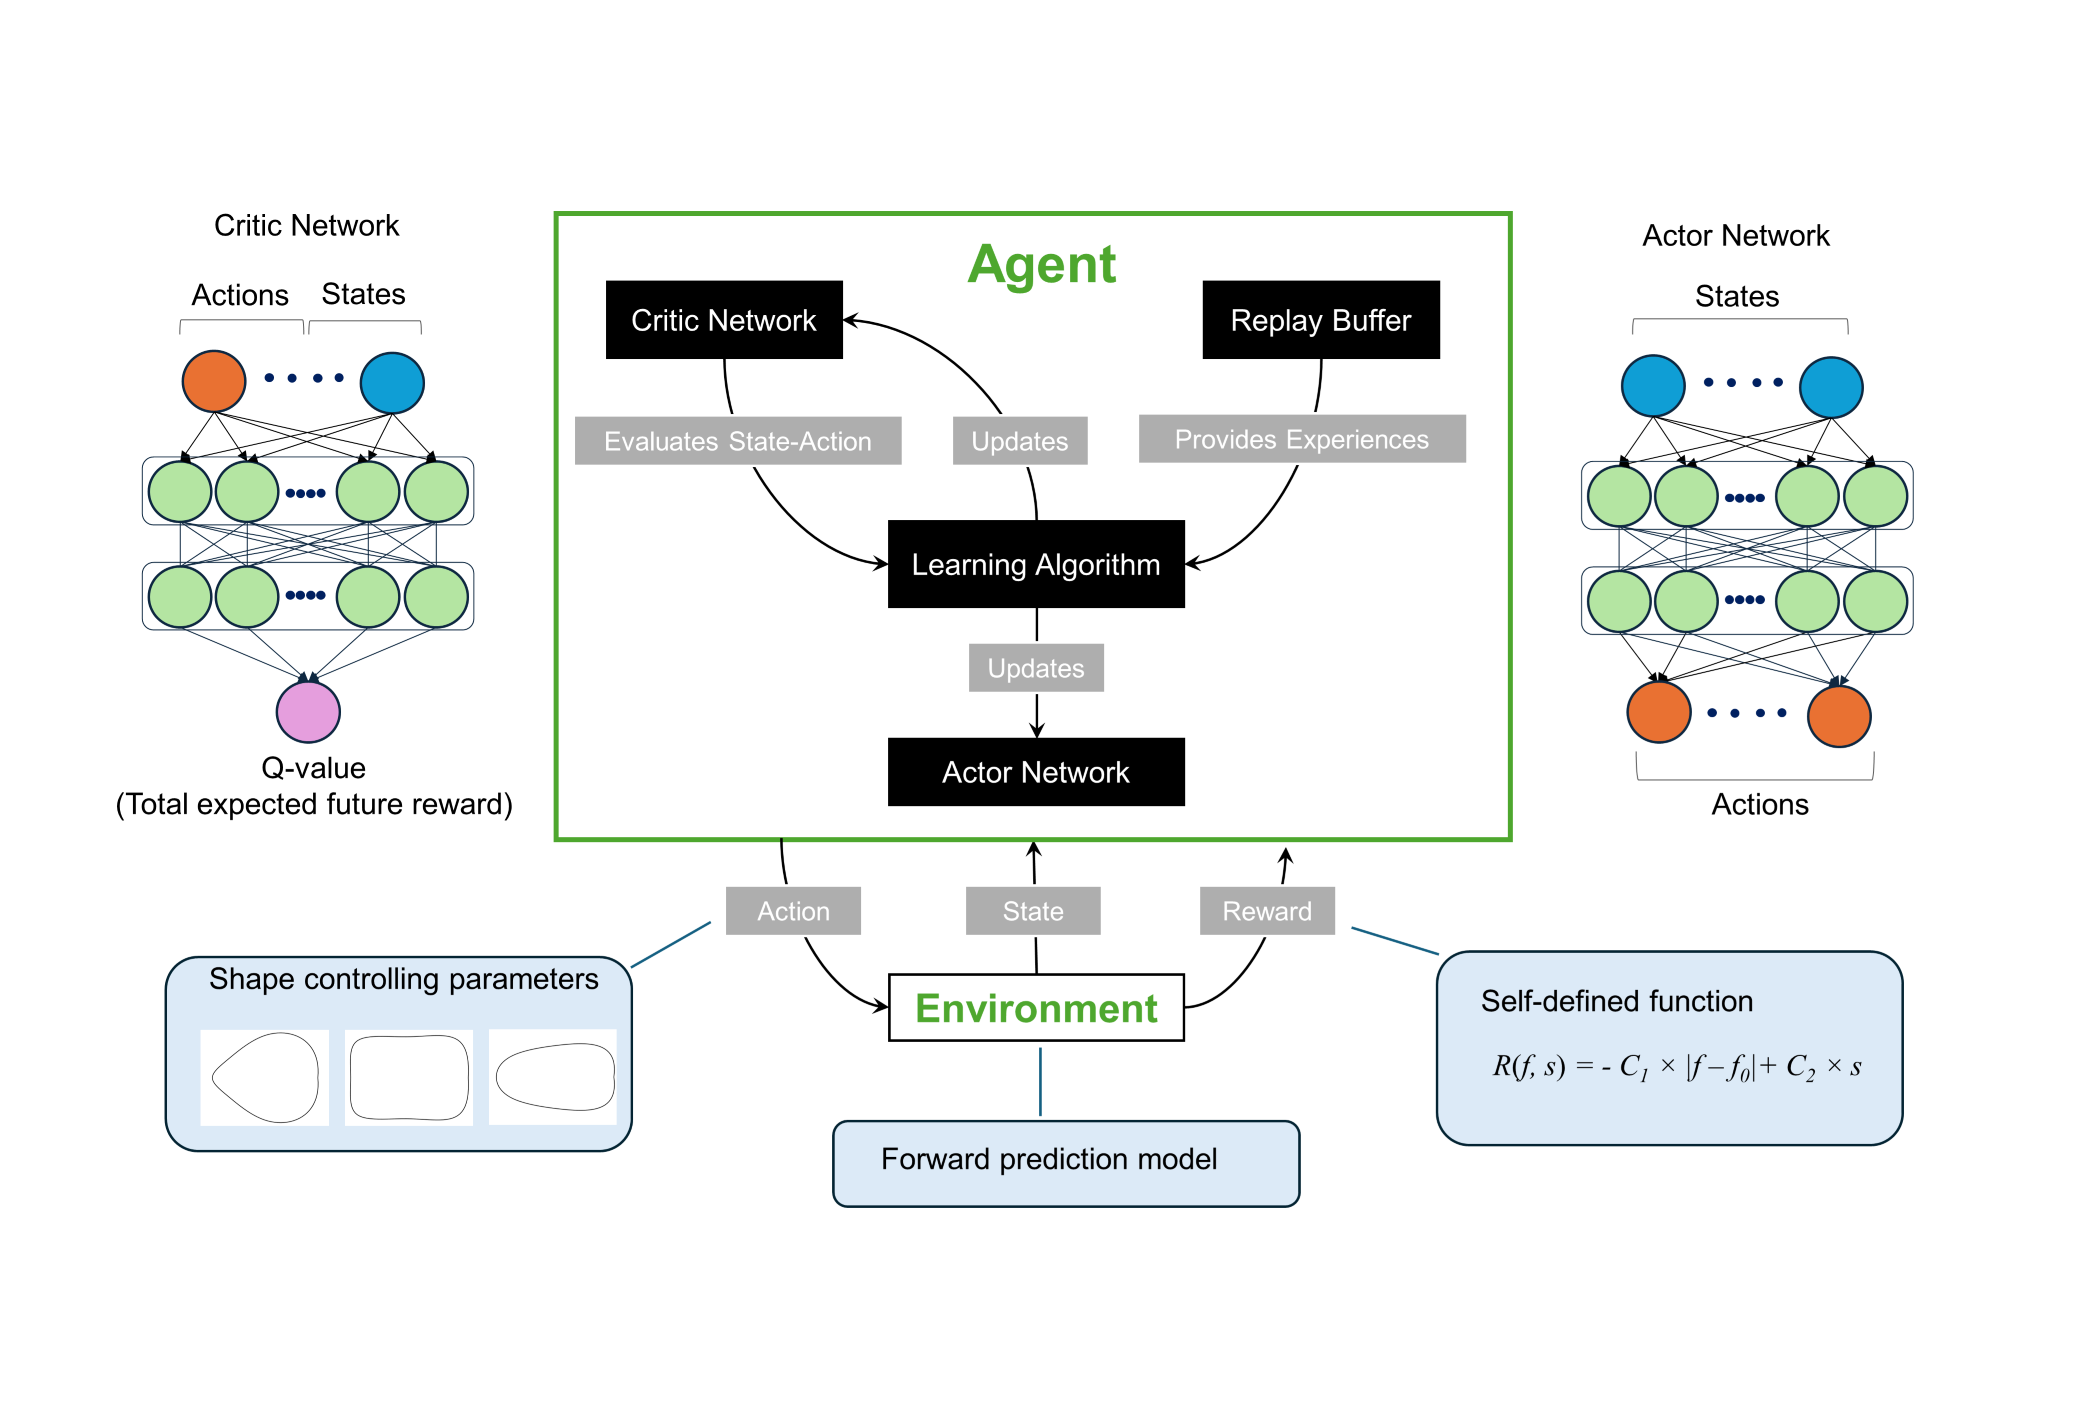 Critic Network
Actions
States
Q-value
(Total expected future reward)
Agent
Critic Network
Replay Buffer
Evaluates State-Action
Updates
Provides Experiences
Learning Algorithm
Updates
Actor Network
Actor Network
States
Actions
Action
State
Reward
Environment
Shape controlling parameters
Forward prediction model
Self-defined function
R(f, s) = - C₁ × |f – f₀| + C₂ × s